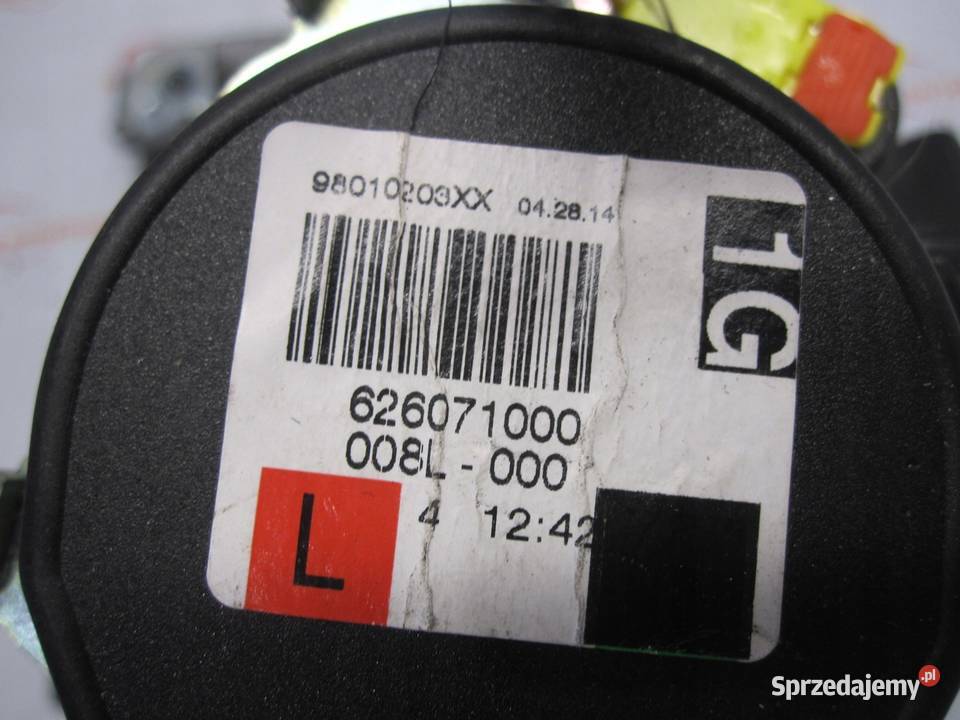 98010203XX 04.28.14
1G
626071000
008L - 000
4 12:42
L
Sprzedajemy.pl